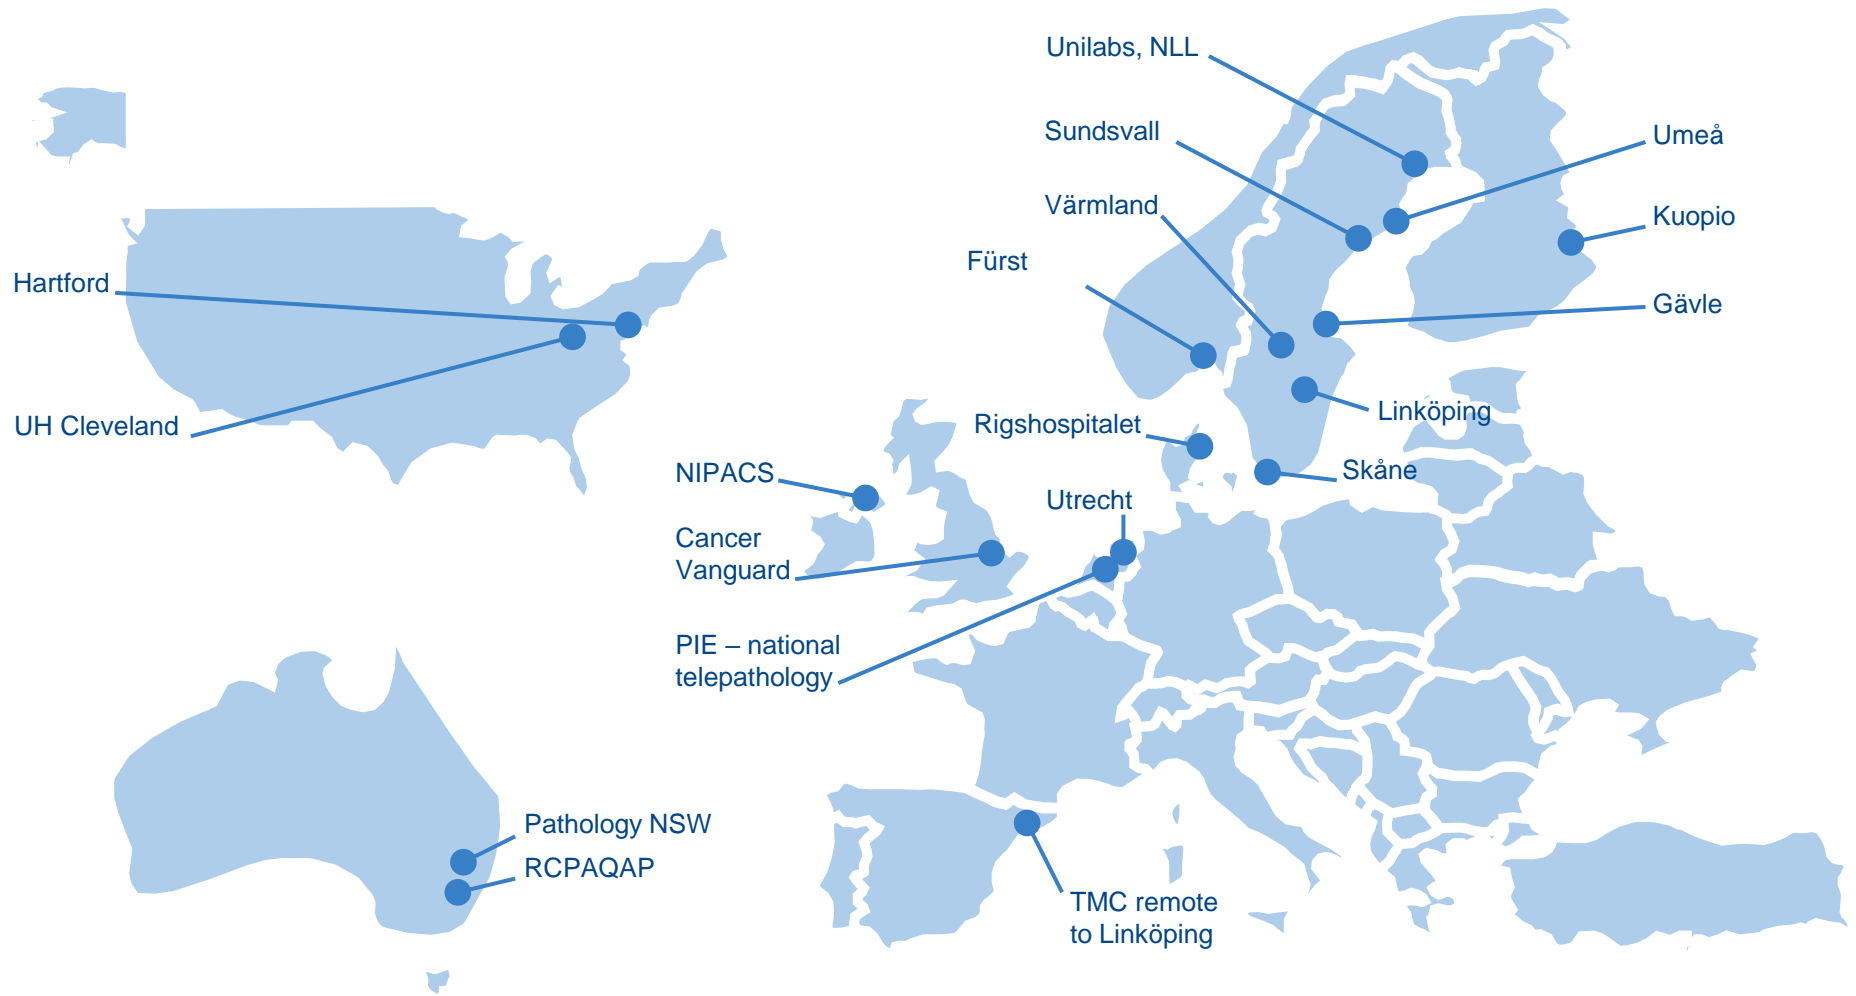 Unilabs, NLL
Sundsvall
Umeå
Värmland
Kuopio
Fürst
Hartford
Gävle
UH Cleveland
Linköping
Rigshospitalet
NIPACS
Skåne
Utrecht
Cancer
Vanguard
PIE – national
telepathology
Pathology NSW
RCPAQAP
TMC remote
to Linköping